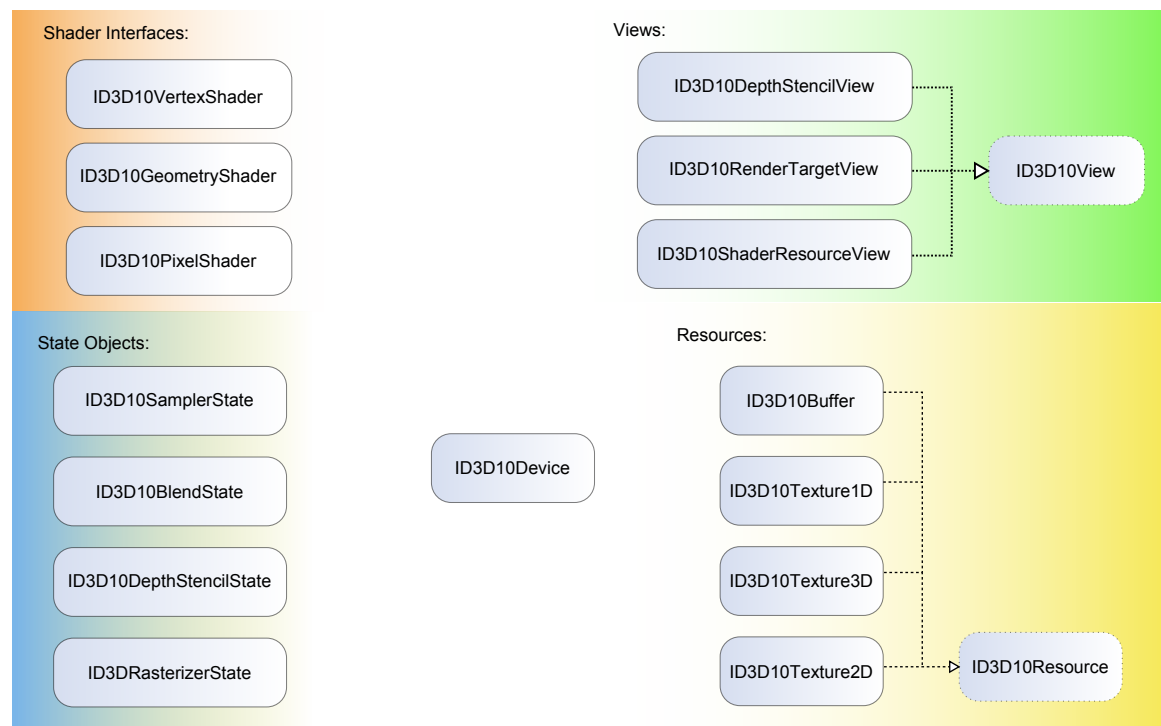 Shader Interfaces:
ID3D10VertexShader
ID3D10GeometryShader
ID3D10PixelShader
Views:
ID3D10DepthStencilView
ID3D10RenderTargetView
ID3D10ShaderResourceView
ID3D10View
State Objects:
ID3D10SamplerState
ID3D10BlendState
ID3D10DepthStencilState
ID3DRasterizerState
ID3D10Device
Resources:
ID3D10Buffer
ID3D10Texture1D
ID3D10Texture3D
ID3D10Texture2D
ID3D10Resource